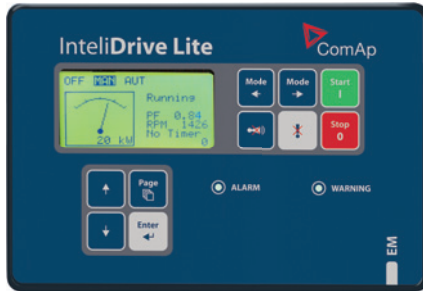 InteliDrive Lite
ComAp
OFF MAN AUT
Running
PF 0.84
RPM 1426
No Timer
0
20 kW
Mode
Mode
Start
I
Stop
0
Page
Enter
ALARM
WARNING
EM